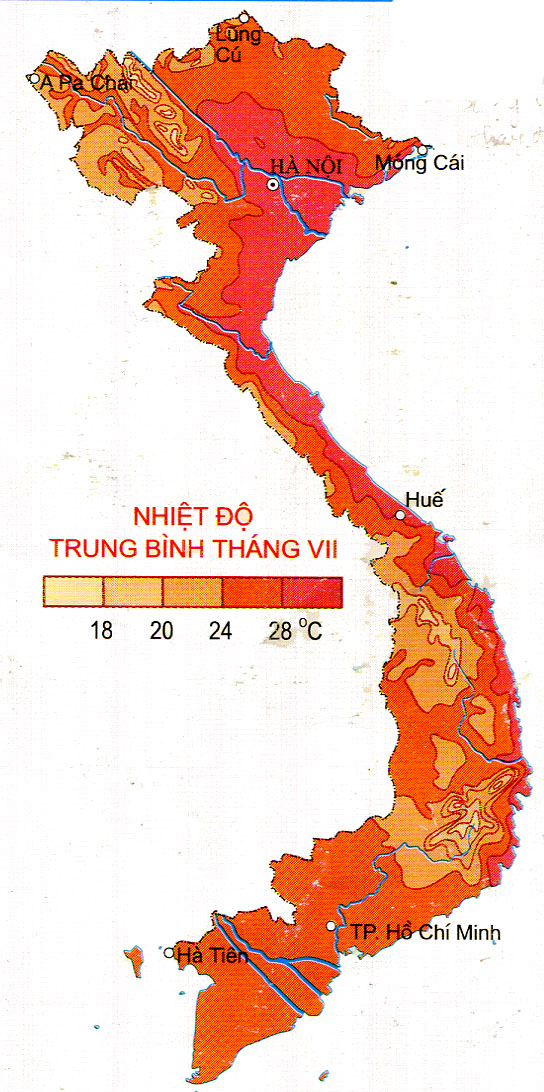 Lũng
Cú
A Pa Chải
HÀ NỘI
Móng Cái
Huế
NHIỆT ĐỘ
TRUNG BÌNH THÁNG VII
18 20 24 28 °C
TP. Hồ Chí Minh
Hà Tiên